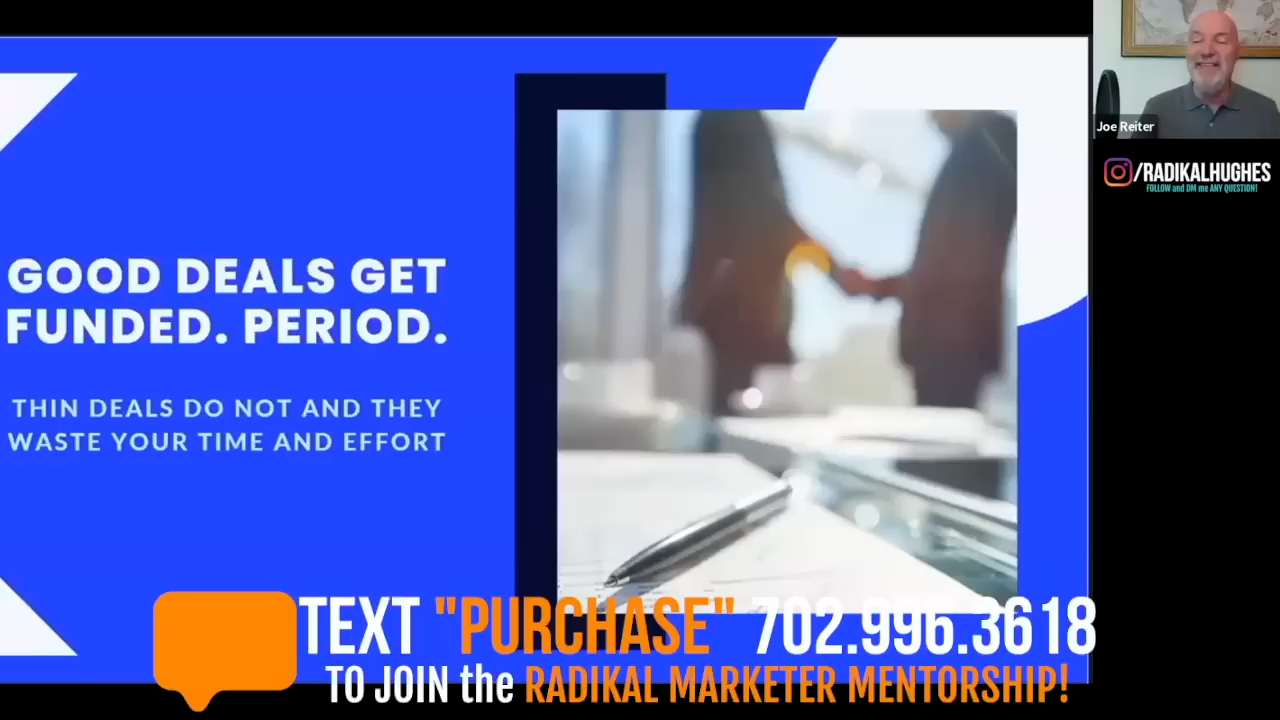 GOOD DEALS GET
FUNDED. PERIOD.
THIN DEALS DO NOT AND THEY
WASTE YOUR TIME AND EFFORT
Joe Reiter
/RADIKALHUGHES
FOLLOW and DM me ANY QUESTION!
TEXT "PURCHASE" 702.996.3618
TO JOIN the RADIKAL MARKETER MENTORSHIP!